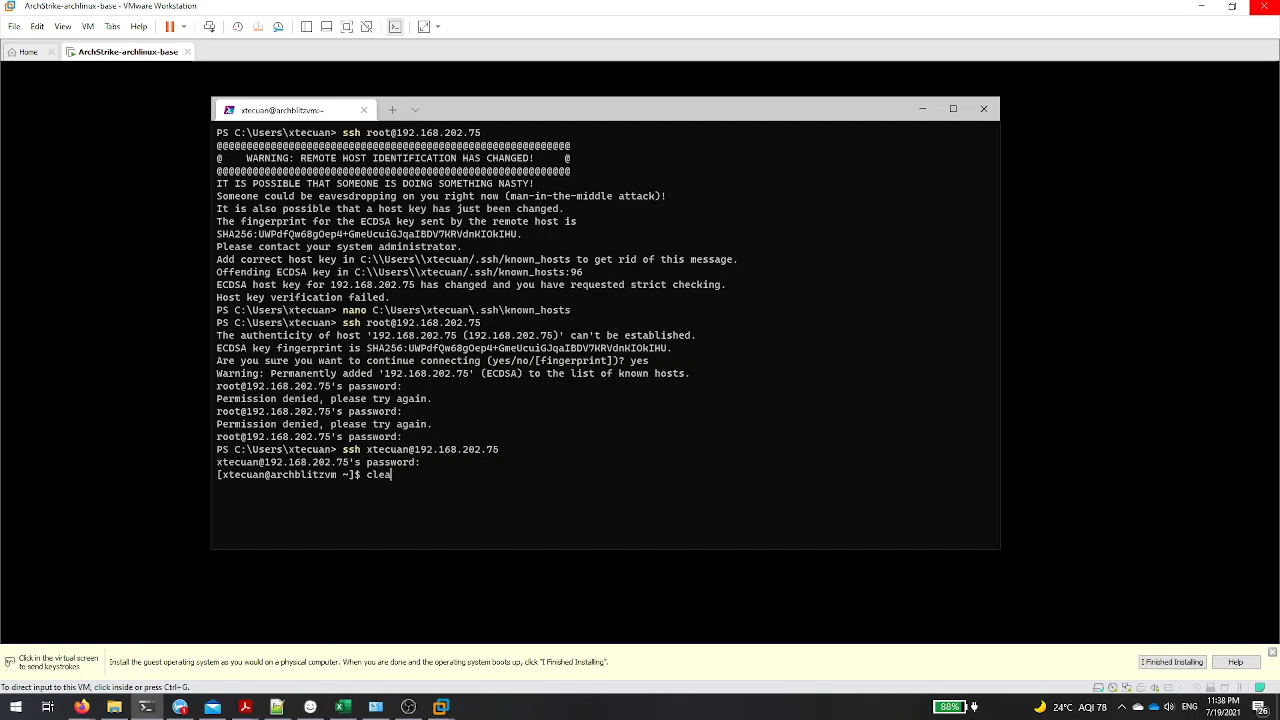 ArchStrike-archlinux-base - VMware Workstation
File Edit View VM Tabs Help
Home ArchStrike-archlinux-base
xtecuan@archblitzvm:~
PS C:\Users\xtecuan> ssh root@192.168.202.75
@@@@@@@@@@@@@@@@@@@@@@@@@@@@@@@@@@@@@@@@@@@@@@@@@@@@@@@@@@@
@    WARNING: REMOTE HOST IDENTIFICATION HAS CHANGED!     @
@@@@@@@@@@@@@@@@@@@@@@@@@@@@@@@@@@@@@@@@@@@@@@@@@@@@@@@@@@@
IT IS POSSIBLE THAT SOMEONE IS DOING SOMETHING NASTY!
Someone could be eavesdropping on you right now (man-in-the-middle attack)!
It is also possible that a host key has just been changed.
The fingerprint for the ECDSA key sent by the remote host is
SHA256:UWPdfQw68gOep4+GmeUcuiGJqaIBDV7KRVdnKIOkIHU.
Please contact your system administrator.
Add correct host key in C:\\Users\\xtecuan/.ssh/known_hosts to get rid of this message.
Offending ECDSA key in C:\\Users\\xtecuan/.ssh/known_hosts:96
ECDSA host key for 192.168.202.75 has changed and you have requested strict checking.
Host key verification failed.
PS C:\Users\xtecuan> nano C:\Users\xtecuan\.ssh\known_hosts
PS C:\Users\xtecuan> ssh root@192.168.202.75
The authenticity of host '192.168.202.75 (192.168.202.75)' can't be established.
ECDSA key fingerprint is SHA256:UWPdfQw68gOep4+GmeUcuiGJqaIBDV7KRVdnKIOkIHU.
Are you sure you want to continue connecting (yes/no/[fingerprint])? yes
Warning: Permanently added '192.168.202.75' (ECDSA) to the list of known hosts.
root@192.168.202.75's password:
Permission denied, please try again.
root@192.168.202.75's password:
Permission denied, please try again.
root@192.168.202.75's password:
PS C:\Users\xtecuan> ssh xtecuan@192.168.202.75
xtecuan@192.168.202.75's password:
[xtecuan@archblitzvm ~]$ clea
Click in the virtual screen
to send keystrokes
Install the guest operating system as you would on a physical computer. When you are done and the operating system boots up, click "I Finished Installing".
I Finished Installing Help
To direct input to this VM, click inside or press Ctrl+G.
88% 24°C AQI 78 ENG 11:38 PM
7/19/2021 26